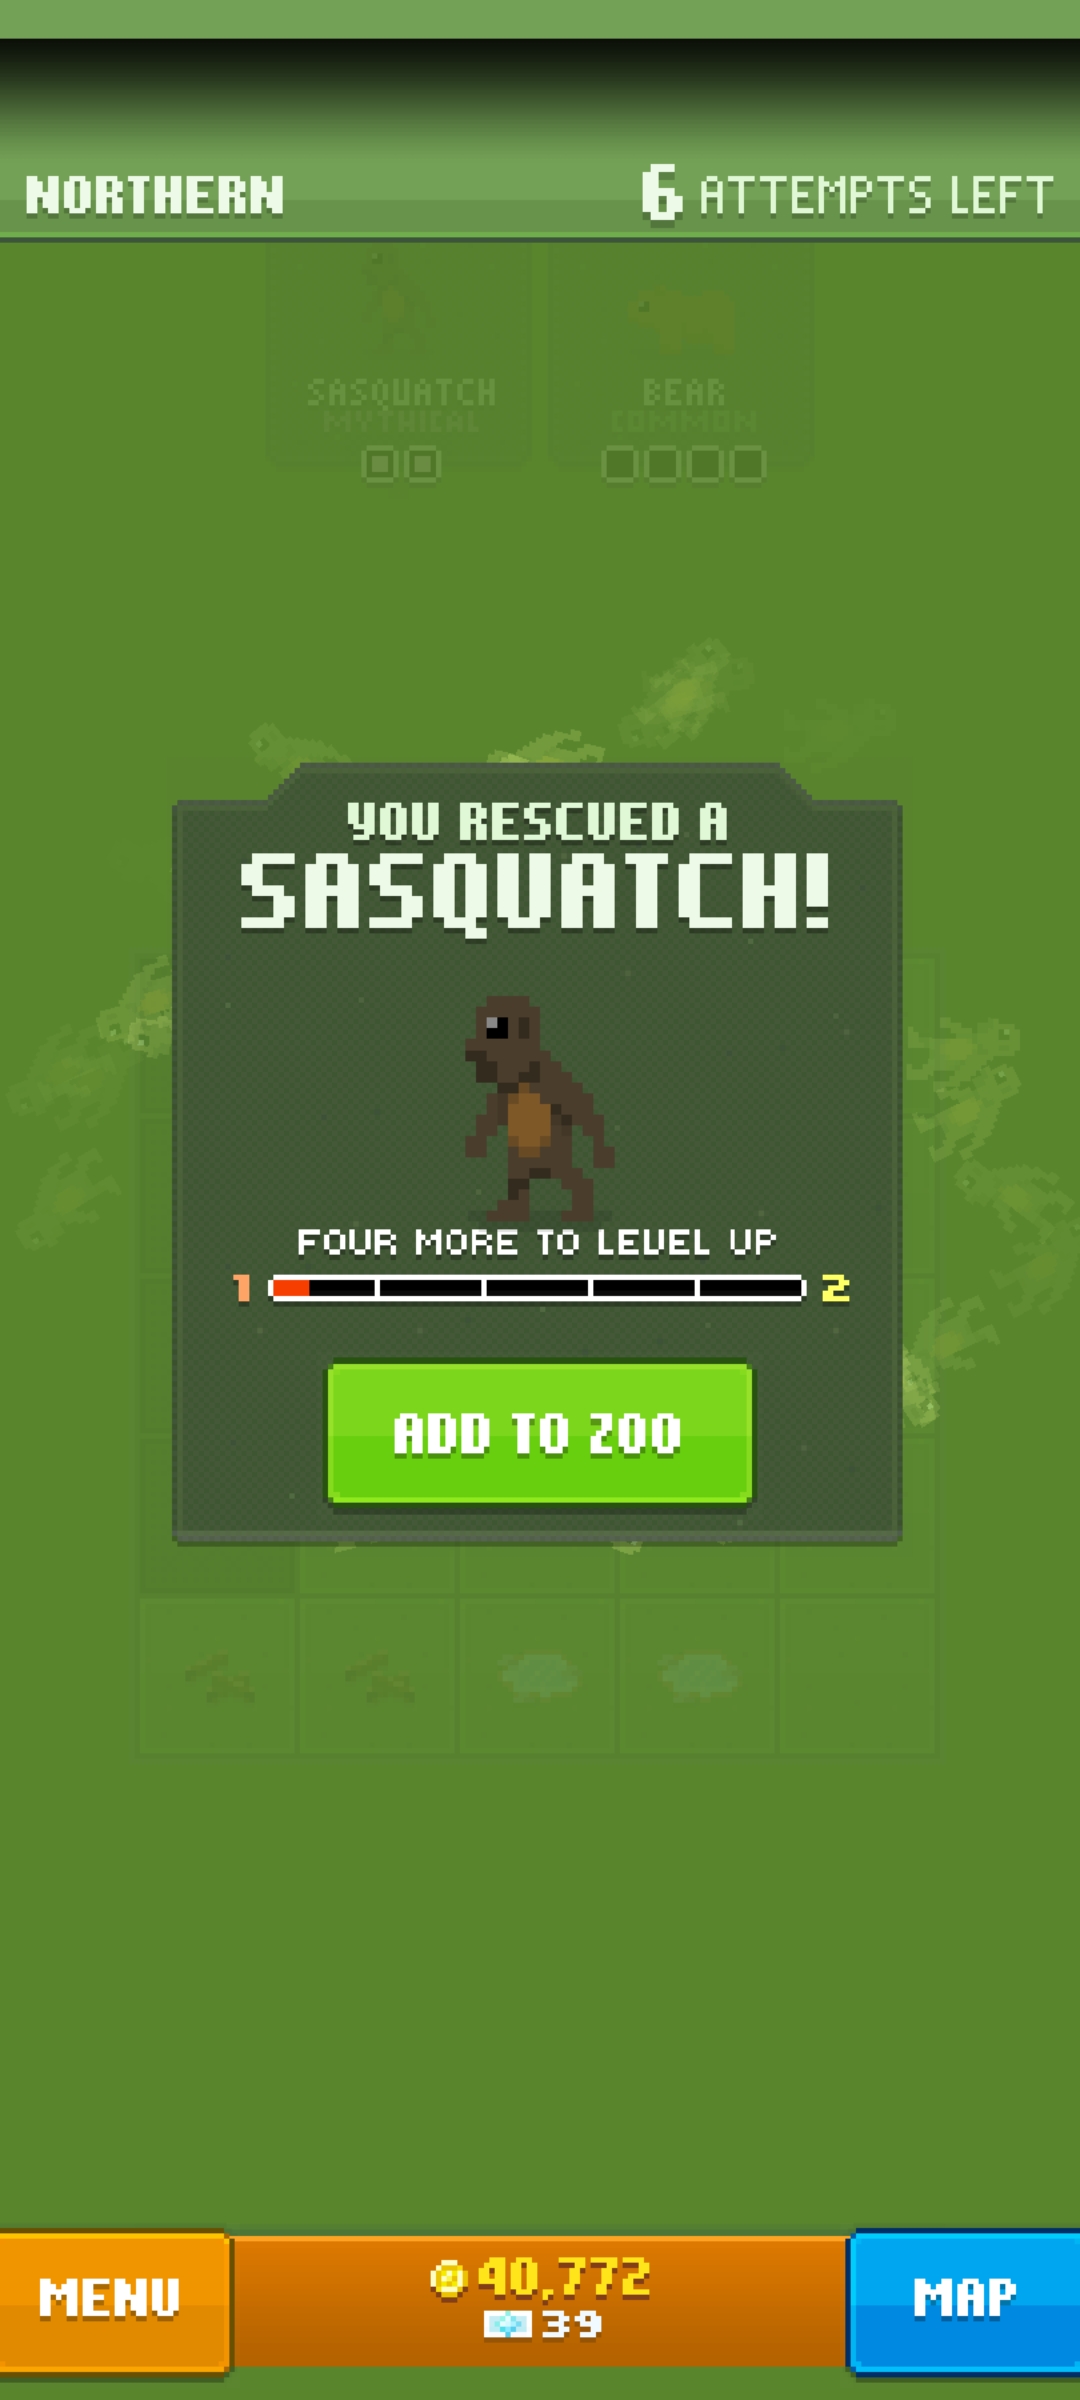 NORTHERN
6 ATTEMPTS LEFT
SASQUATCH
MYTHICAL
BEAR
COMMON
YOU RESCUED A
SASQUATCH!
FOUR MORE TO LEVEL UP
1
2
ADD TO ZOO
MENU
40,772
39
MAP